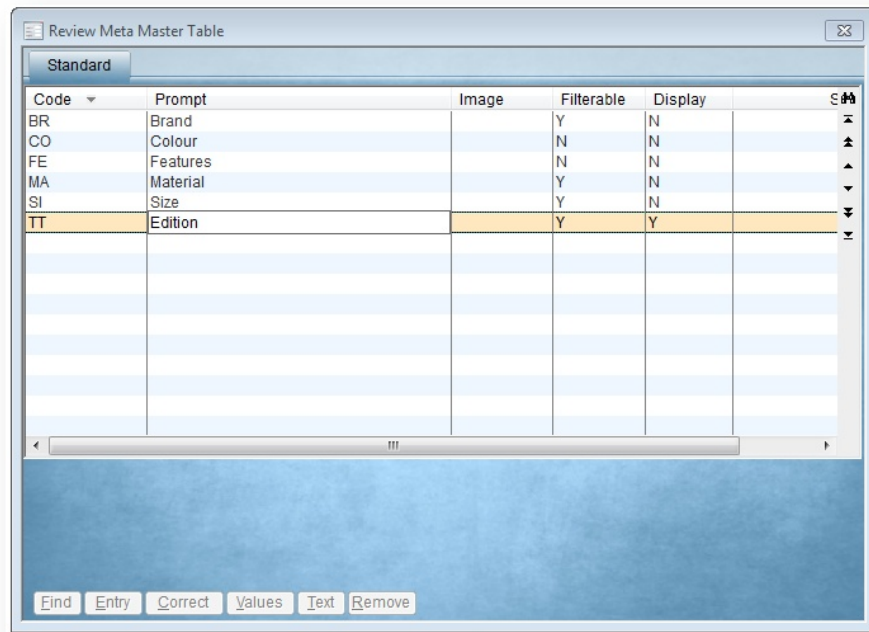 Review Meta Master Table
Standard
Code Prompt Image Filterable Display S
BR Brand Y N
CO Colour N N
FE Features N N
MA Material Y N
SI Size Y N
TT Edition Y Y
Find Entry Correct Values Text Remove